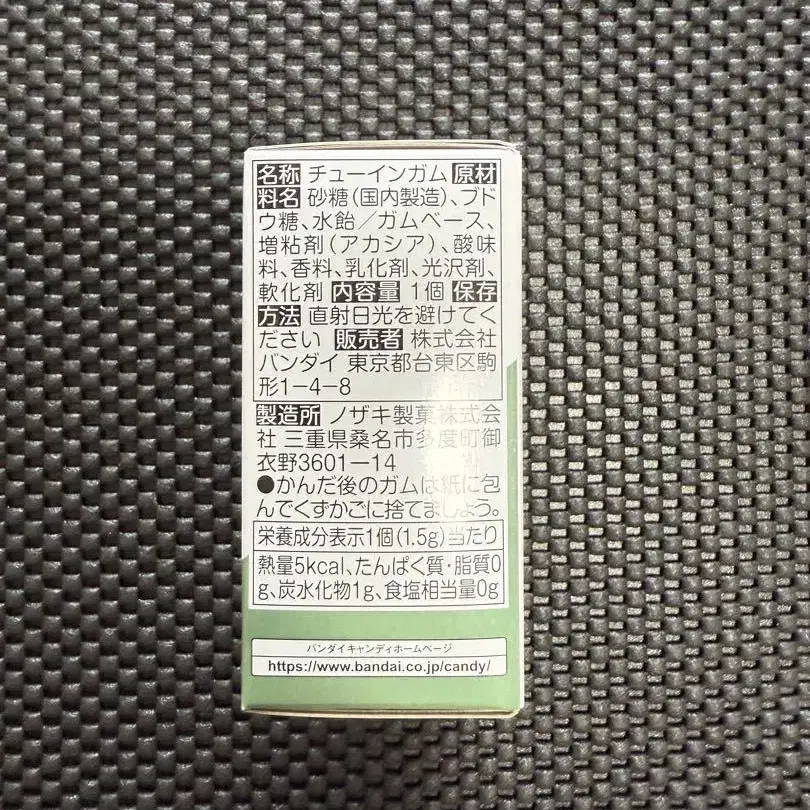 名称 チューインガム 原材
料名 砂糖(国内製造)、ブド
ウ糖、水飴／ガムベース、
増粘剤(アカシア)、酸味
料、香料、乳化剤、光沢剤、
軟化剤 内容量 1個 保存
方法 直射日光を避けてく
ださい 販売者 株式会社
バンダイ 東京都台東区駒
形1-4-8
製造所 ノザキ製菓株式会
社 三重県桑名市多度町御
衣野3601-14
●かんだ後のガムは紙に包
んでくずかごに捨てましょう。
栄養成分表示1個(1.5g)当たり
熱量5kcal、たんぱく質・脂質0
g、炭水化物1g、食塩相当量0g
バンダイキャンディホームページ
https://www.bandai.co.jp/candy/